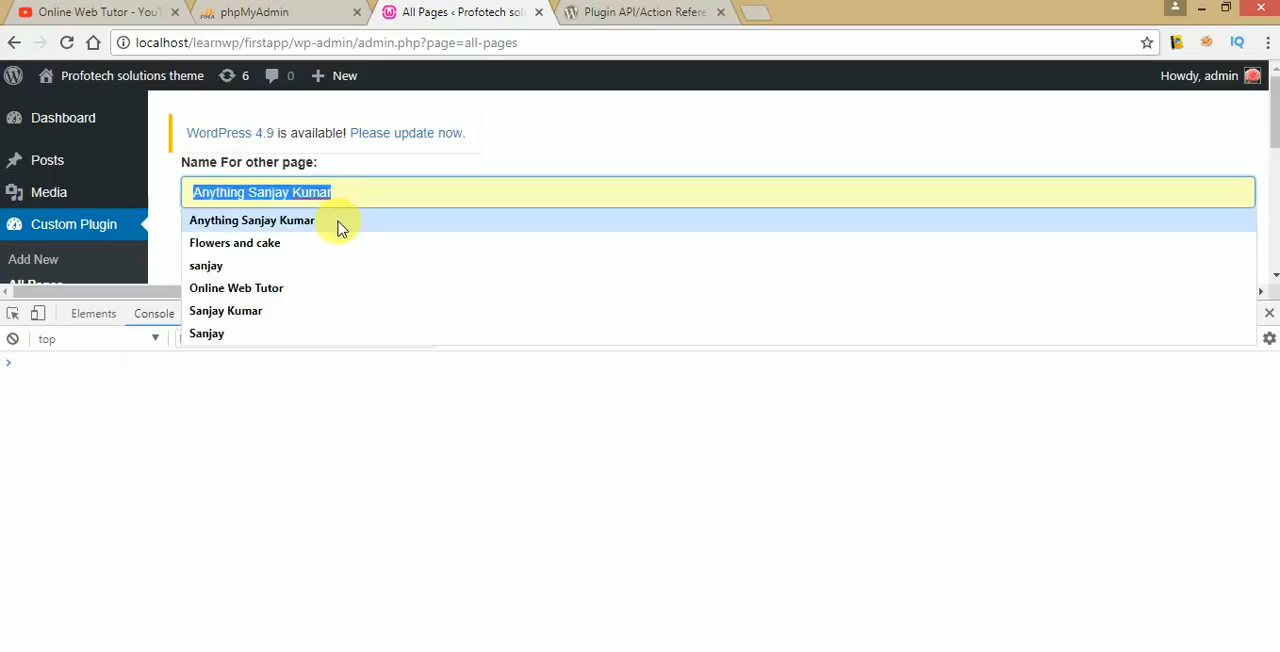 Online Web Tutor - YouT
phpMyAdmin
All Pages ‹ Profotech sol
Plugin API/Action Refere
localhost/learnwp/firstapp/wp-admin/admin.php?page=all-pages
IQ
Profotech solutions theme
6
0
New
Howdy, admin
Dashboard
Posts
Media
Custom Plugin
Add New
All Pages
WordPress 4.9 is available! Please update now.
Name For other page:
Anything Sanjay Kumar
Anything Sanjay Kumar
Flowers and cake
sanjay
Online Web Tutor
Sanjay Kumar
Sanjay
Elements
Console
top